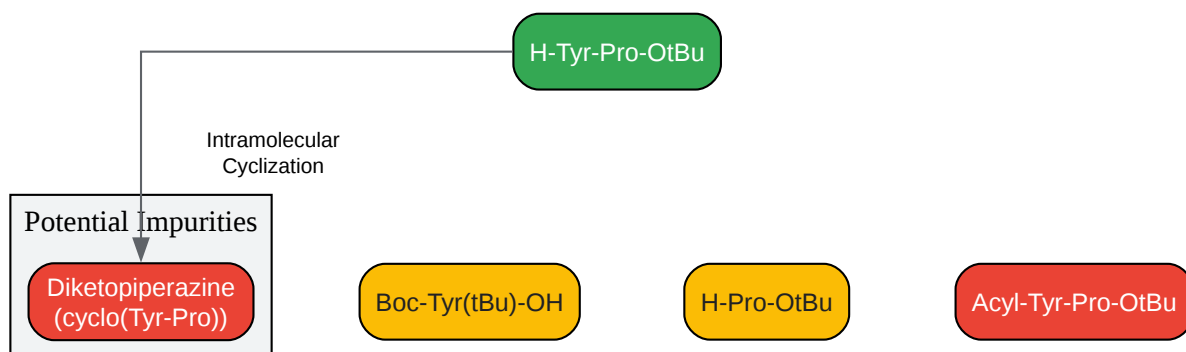 H-Tyr-Pro-OtBu
Intramolecular
Cyclization
Potential Impurities
Diketopiperazine
(cyclo(Tyr-Pro))
Boc-Tyr(tBu)-OH
H-Pro-OtBu
Acyl-Tyr-Pro-OtBu